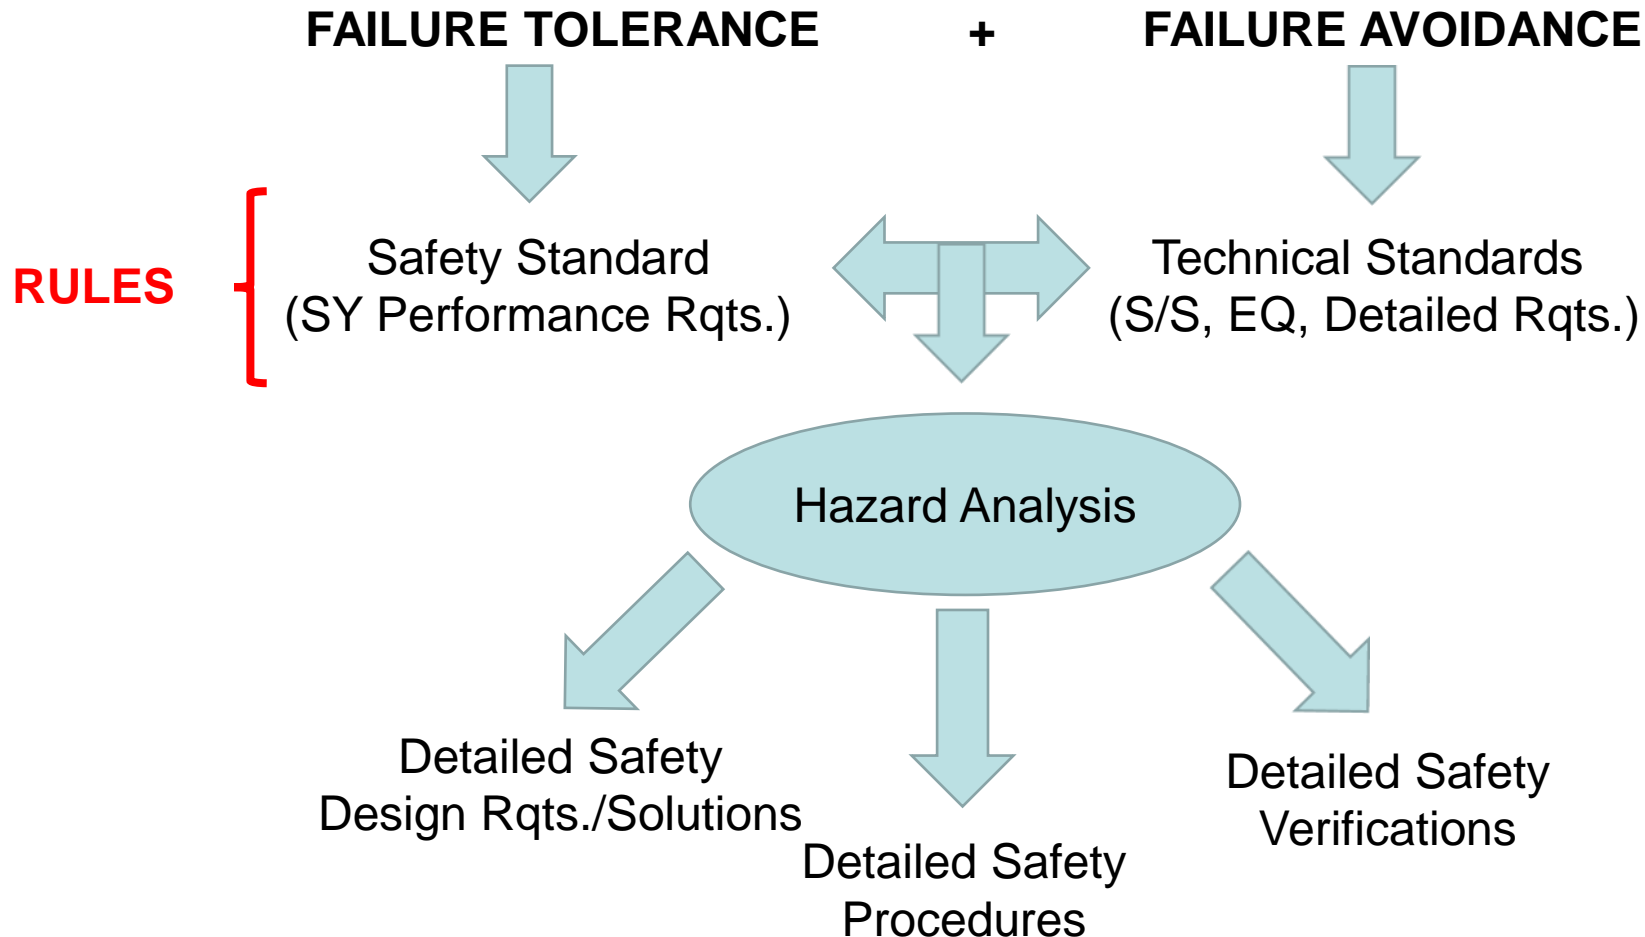 FAILURE TOLERANCE + FAILURE AVOIDANCE
RULES
Safety Standard
(SY Performance Rqts.)
Technical Standards
(S/S, EQ, Detailed Rqts.)
Hazard Analysis
Detailed Safety
Design Rqts./Solutions
Detailed Safety
Procedures
Detailed Safety
Verifications